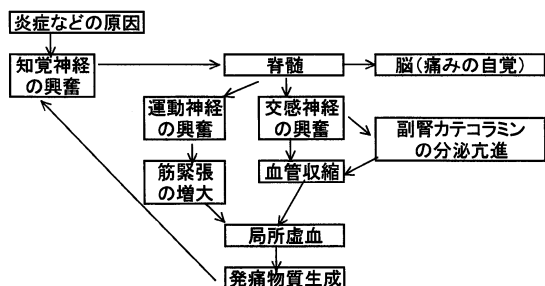 炎症などの原因
知覚神経
の興奮
脊髄
脳(痛みの自覚)
運動神経
の興奮
交感神経
の興奮
副腎カテコラミン
の分泌亢進
筋緊張
の増大
血管収縮
局所虚血
発痛物質生成